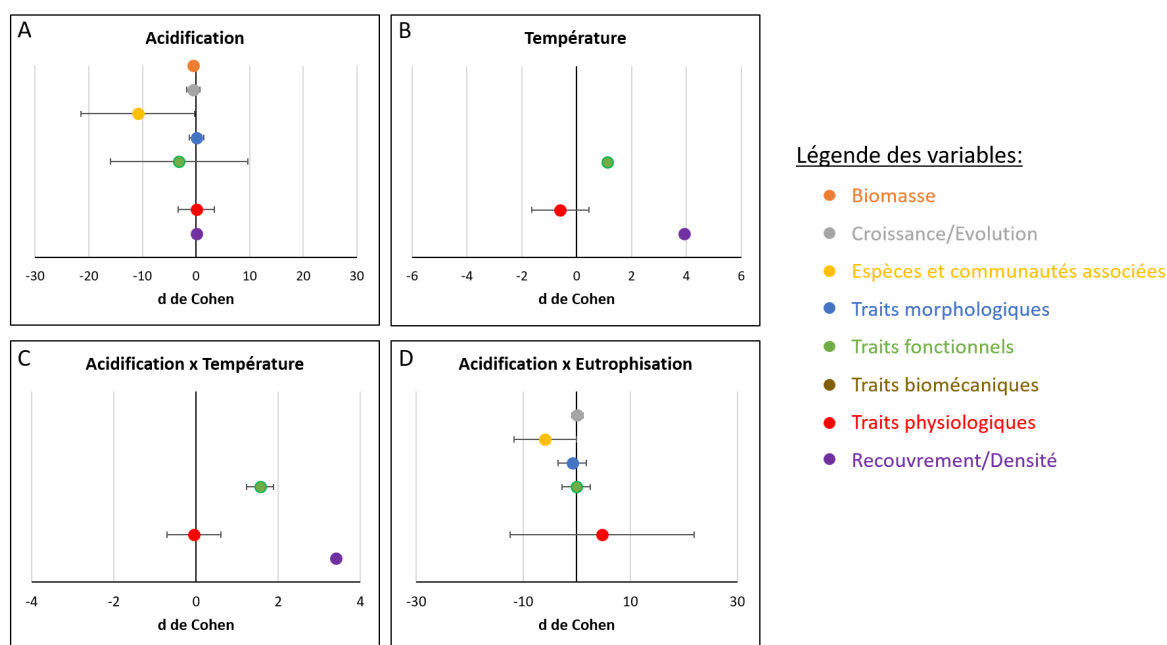 A
Acidification
-30 -20 -10 0 10 20 30
d de Cohen
B
Température
-6 -4 -2 0 2 4 6
d de Cohen
C
Acidification x Température
-4 -2 0 2 4
d de Cohen
D
Acidification x Eutrophisation
-30 -10 10 30
d de Cohen
Légende des variables:
Biomasse
Croissance/Evolution
Espèces et communautés associées
Traits morphologiques
Traits fonctionnels
Traits biomécaniques
Traits physiologiques
Recouvrement/Densité